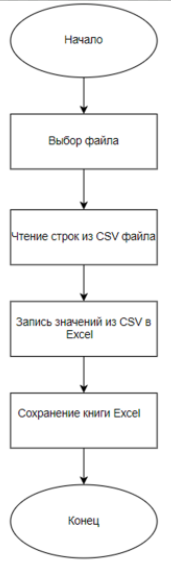 Начало
Выбор файла
Чтение строк из CSV файла
Запись значений из CSV в
Excel
Сохранение книги Excel
Конец